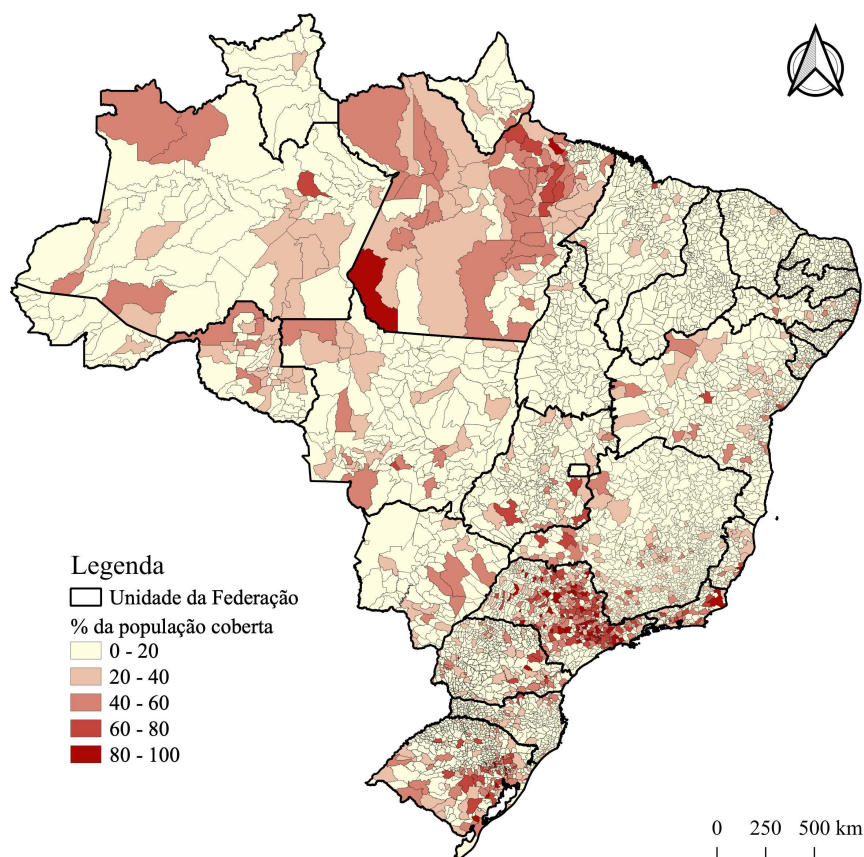 Legenda
Unidade da Federação
% da população coberta
0 - 20
20 - 40
40 - 60
60 - 80
80 - 100
0 250 500 km